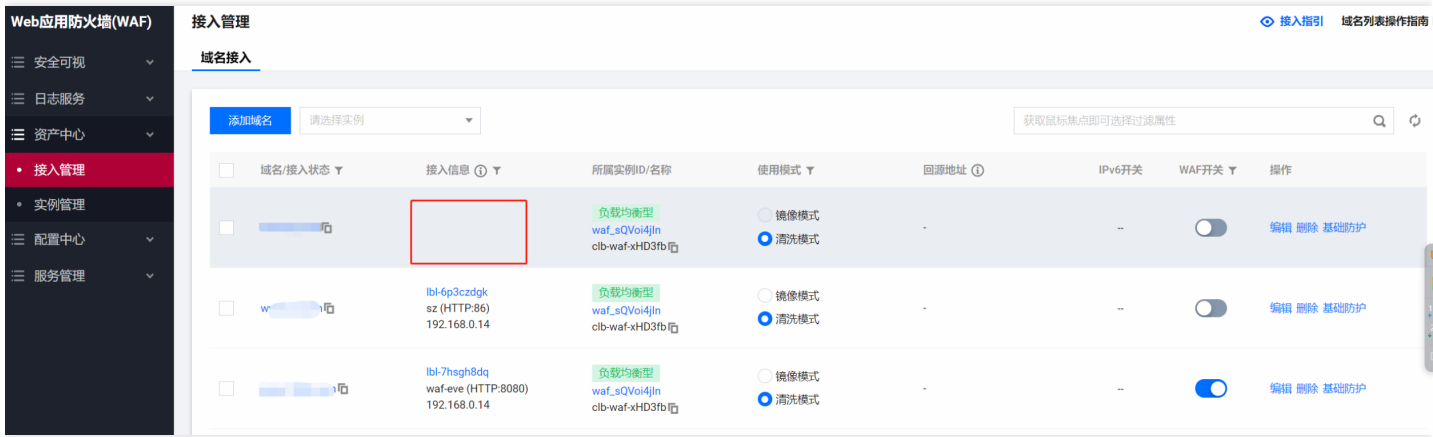 Web应用防火墙(WAF)
安全可视
日志服务
资产中心
接入管理
实例管理
配置中心
服务管理
接入管理
接入指引 域名列表操作指南
域名接入
添加域名 请选择实例 获取鼠标焦点即可选择过滤属性
域名/接入状态 接入信息 所属实例ID/名称 使用模式 回源地址 IPv6开关 WAF开关 操作
负载均衡型
waf_sQVoi4jIn
clb-waf-xHD3fb
镜像模式
清洗模式
- -- 编辑 删除 基础防护
lbl-6p3czdgk
sz (HTTP:86)
192.168.0.14
负载均衡型
waf_sQVoi4jIn
clb-waf-xHD3fb
镜像模式
清洗模式
- -- 编辑 删除 基础防护
lbl-7hsgh8dq
waf-eve (HTTP:8080)
192.168.0.14
负载均衡型
waf_sQVoi4jIn
clb-waf-xHD3fb
镜像模式
清洗模式
- -- 编辑 删除 基础防护